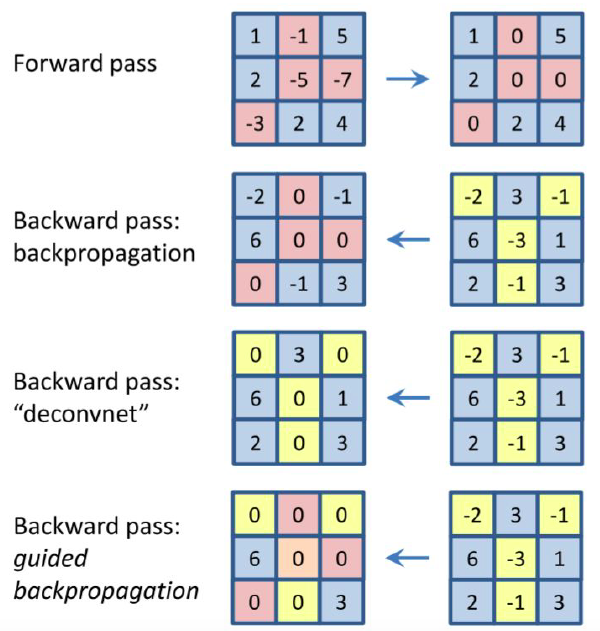 Forward pass
1 -1 5
2 -5 -7
-3 2 4
1 0 5
2 0 0
0 2 4
Backward pass:
backpropagation
-2 0 -1
6 0 0
0 -1 3
-2 3 -1
6 -3 1
2 -1 3
Backward pass:
“deconvnet”
0 3 0
6 0 1
2 0 3
-2 3 -1
6 -3 1
2 -1 3
Backward pass:
guided
backpropagation
0 0 0
6 0 0
0 0 3
-2 3 -1
6 -3 1
2 -1 3